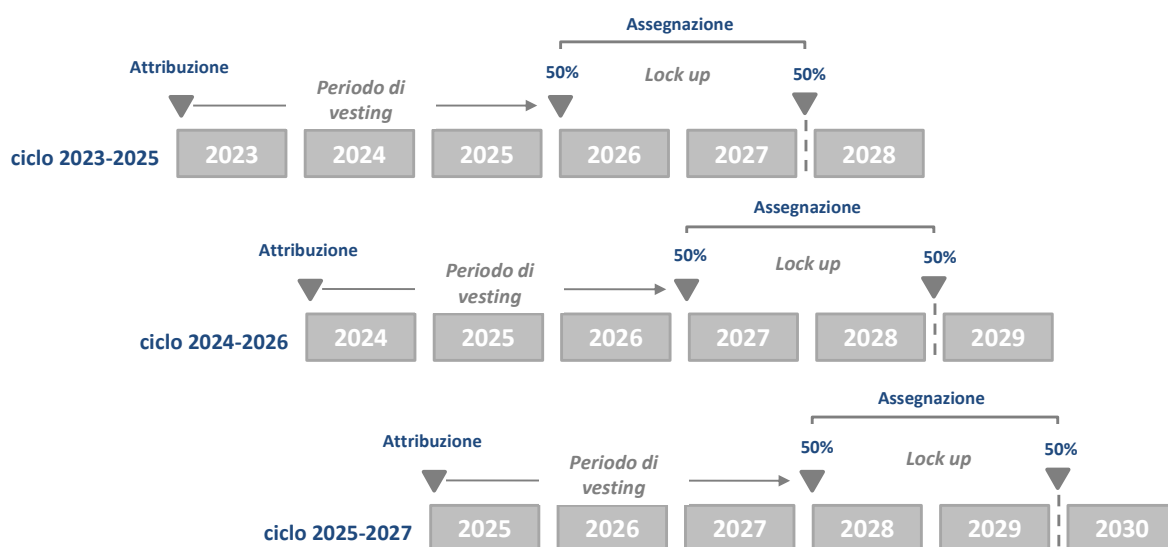 Assegnazione
Attribuzione
50%
Lock up
50%
Periodo di
vesting
ciclo 2023-2025
2023
2024
2025
2026
2027
2028
Assegnazione
Attribuzione
50%
Lock up
50%
Periodo di
vesting
ciclo 2024-2026
2024
2025
2026
2027
2028
2029
Assegnazione
Attribuzione
50%
Lock up
50%
Periodo di
vesting
ciclo 2025-2027
2025
2026
2027
2028
2029
2030